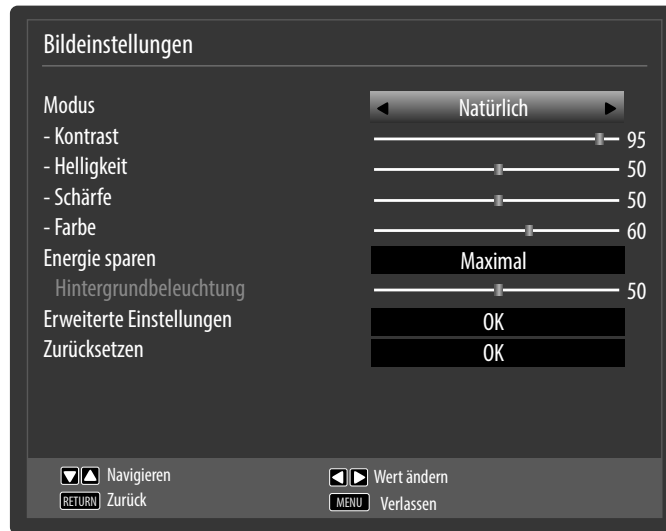 Bildeinstellungen
Modus Natürlich
- Kontrast 95
- Helligkeit 50
- Schärfe 50
- Farbe 60
Energie sparen Maximal
Hintergrundbeleuchtung 50
Erweiterte Einstellungen OK
Zurücksetzen OK
Navigieren Wert ändern
RETURN Zurück MENU Verlassen